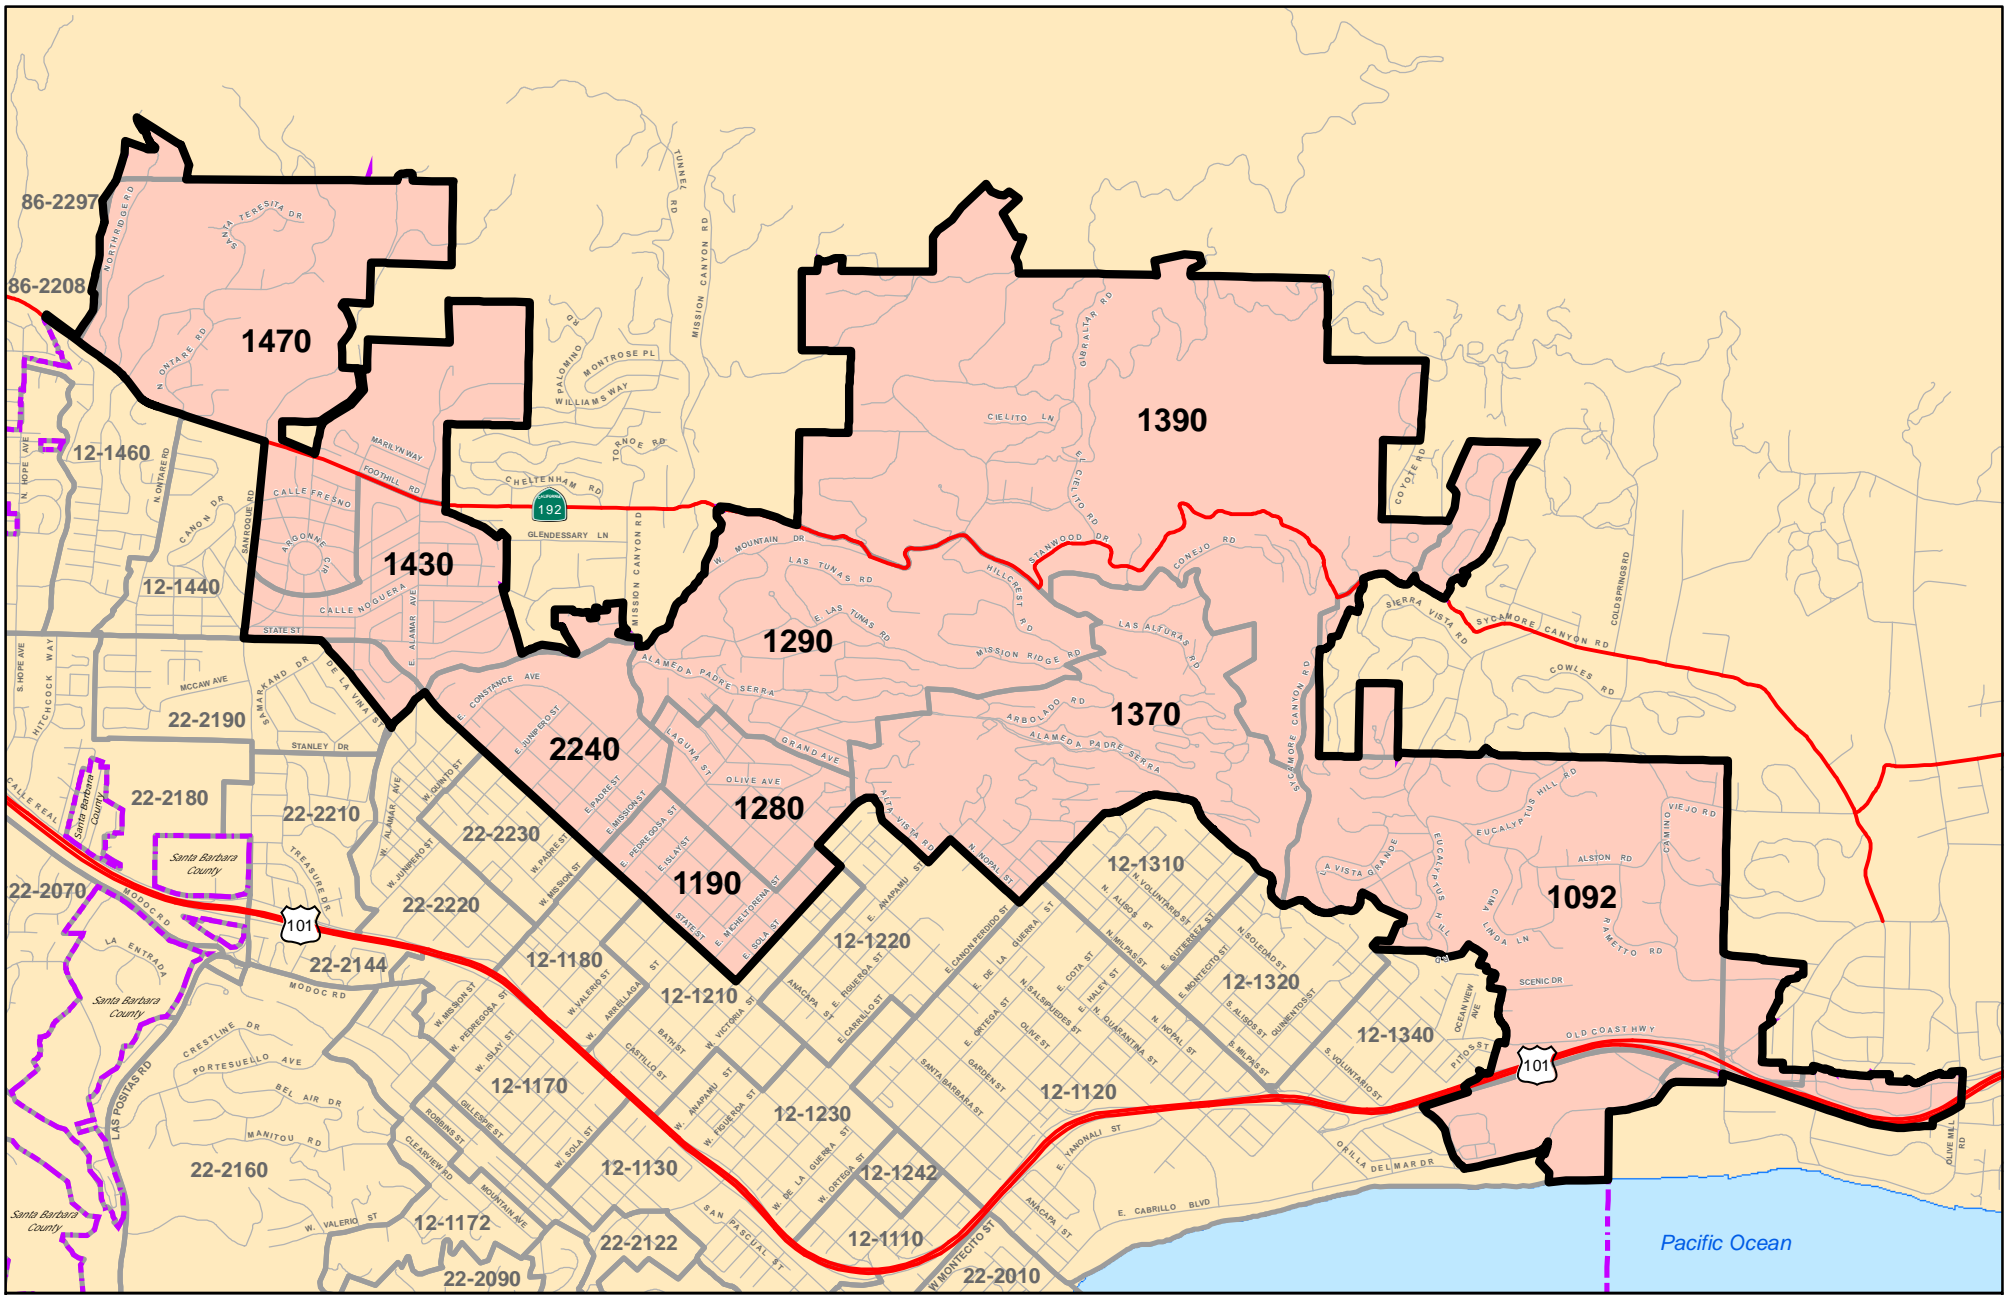 TUNNEL RD
MISSION CANYON RD
86-2297
NORTHRIDGE RD
SANTA TERESITA DR
86-2208
1470
N ONTARE RD
PALOMINO RD
MONTROSE PL
WILLIAMS WAY
GIBRALTAR RD
1390
CIELITO LN
TORNOE RD
MARILYN WAY
FOOTHILL RD
CHELTENHAM RD
EL CIELITO RD
COYOTE RD
N. HOPE AVE
12-1460
N. ONTARE RD
CANON DR
SAN ROQUE RD
CALLE FRESNO
CALIFORNIA
192
GLENDESSARY LN
MISSION CANYON RD
W MOUNTAIN DR
STANWOOD DR
CONEJO RD
ARGONNE CIR
1430
LAS TUNAS RD
HILLCREST RD
COLD SPRINGS RD
12-1440
CALLE NOGUERA
E. ALAMAR AVE
E LAS TUNAS RD
SIERRA VISTA RD
SYCAMORE CANYON RD
STATE ST
1290
LAS ALTURAS RD
MISSION RIDGE RD
COWLES RD
S. HOPE AVE
HITCHCOCK WAY
MCCAW AVE
SAMARKAND DR
DE LA VINA ST
E. CONSTANCE AVE
ALAMEDA PADRE SERRA
SYCAMORE CANYON RD
22-2190
E. JUNIPERO ST
ARBOLADO RD
1370
STANLEY DR
2240
LAGUNA ST
GRAND AVE
ALAMEDA PADRE SERRA
CALLE REAL
Santa Barbara
County
22-2180
22-2210
W. ALAMAR AVE
W. QUINTO ST
E. PADRE ST
OLIVE AVE
SYCAMORE CANYON RD
EUCALYPTUS HILL RD
VIEJO RD
CAMINO
22-2230
E. MISSION ST
1280
ALTA VISTA RD
E. PEDREGOSA ST
E. ISLAY ST
Santa Barbara
County
TREASURE DR
W. JUNIPERO ST
W. PADRE ST
W. MISSION ST
N. NOPAL ST
12-1310
A VISTA GRANDE
EUCALYPTUS HILL RD
ALSTON RD
22-2070
MODOC RD
101
22-2220
1190
E. MICHELTORENA ST
STATE ST
E. SOLA ST
E. ANAPAMU ST
N. VOLUNTARIO ST
N. ALISOS ST
N. MILPAS ST
E. GUTIERREZ ST
CIMA LINDA LN
1092
RAMETTO RD
LA ENTRADA
22-2144
MODOC RD
12-1180
12-1220
E. CANON PERDIDO ST
E. DE LA GUERRA ST
E. COTA ST
E. HALEY ST
E. MONTECITO ST
N. SOLEDAD ST
12-1320
SCENIC DR
Santa Barbara
County
W. MISSION ST
W. PEDREGOSA ST
W. VALERIO ST
W. ARRELLAGA ST
12-1210
ANACAPA ST
E. FIGUEROA ST
E. CARRILLO ST
E. ORTEGA ST
N. SALSIPUEDES ST
OLIVE ST
N. QUARANTINA ST
N. NOPAL ST
S. ALISOS ST
QUINIENTOS ST
S. MILPAS ST
12-1340
OCEAN VIEW AVE
PITOS ST
OLD COAST HWY
101
CRESTLINE DR
PORTESUELLO AVE
LAS POSITAS RD
W. ISLAY ST
BATH ST
CASTILLO ST
W. VICTORIA ST
BEL AIR DR
12-1170
W. ANAPAMU ST
W. FIGUEROA ST
12-1230
SANTA BARBARA ST
GARDEN ST
12-1120
S. VOLUNTARIO ST
MANITOU RD
GILLESPIE ST
ROBBINS ST
CLEARVIEW RD
W. SOLA ST
W. DE LA GUERRA ST
W. ORTEGA ST
E. YANONALI ST
ORILLA DEL MAR DR
OLIVE MILL RD
22-2160
12-1130
12-1242
Santa Barbara
County
W. VALERIO ST
12-1172
MOUNTAIN AVE
SAN PASCUAL ST
E. CABRILLO BLVD
ANACAPA ST
22-2122
12-1110
W MONTECITO ST
Pacific Ocean
22-2090
22-2010